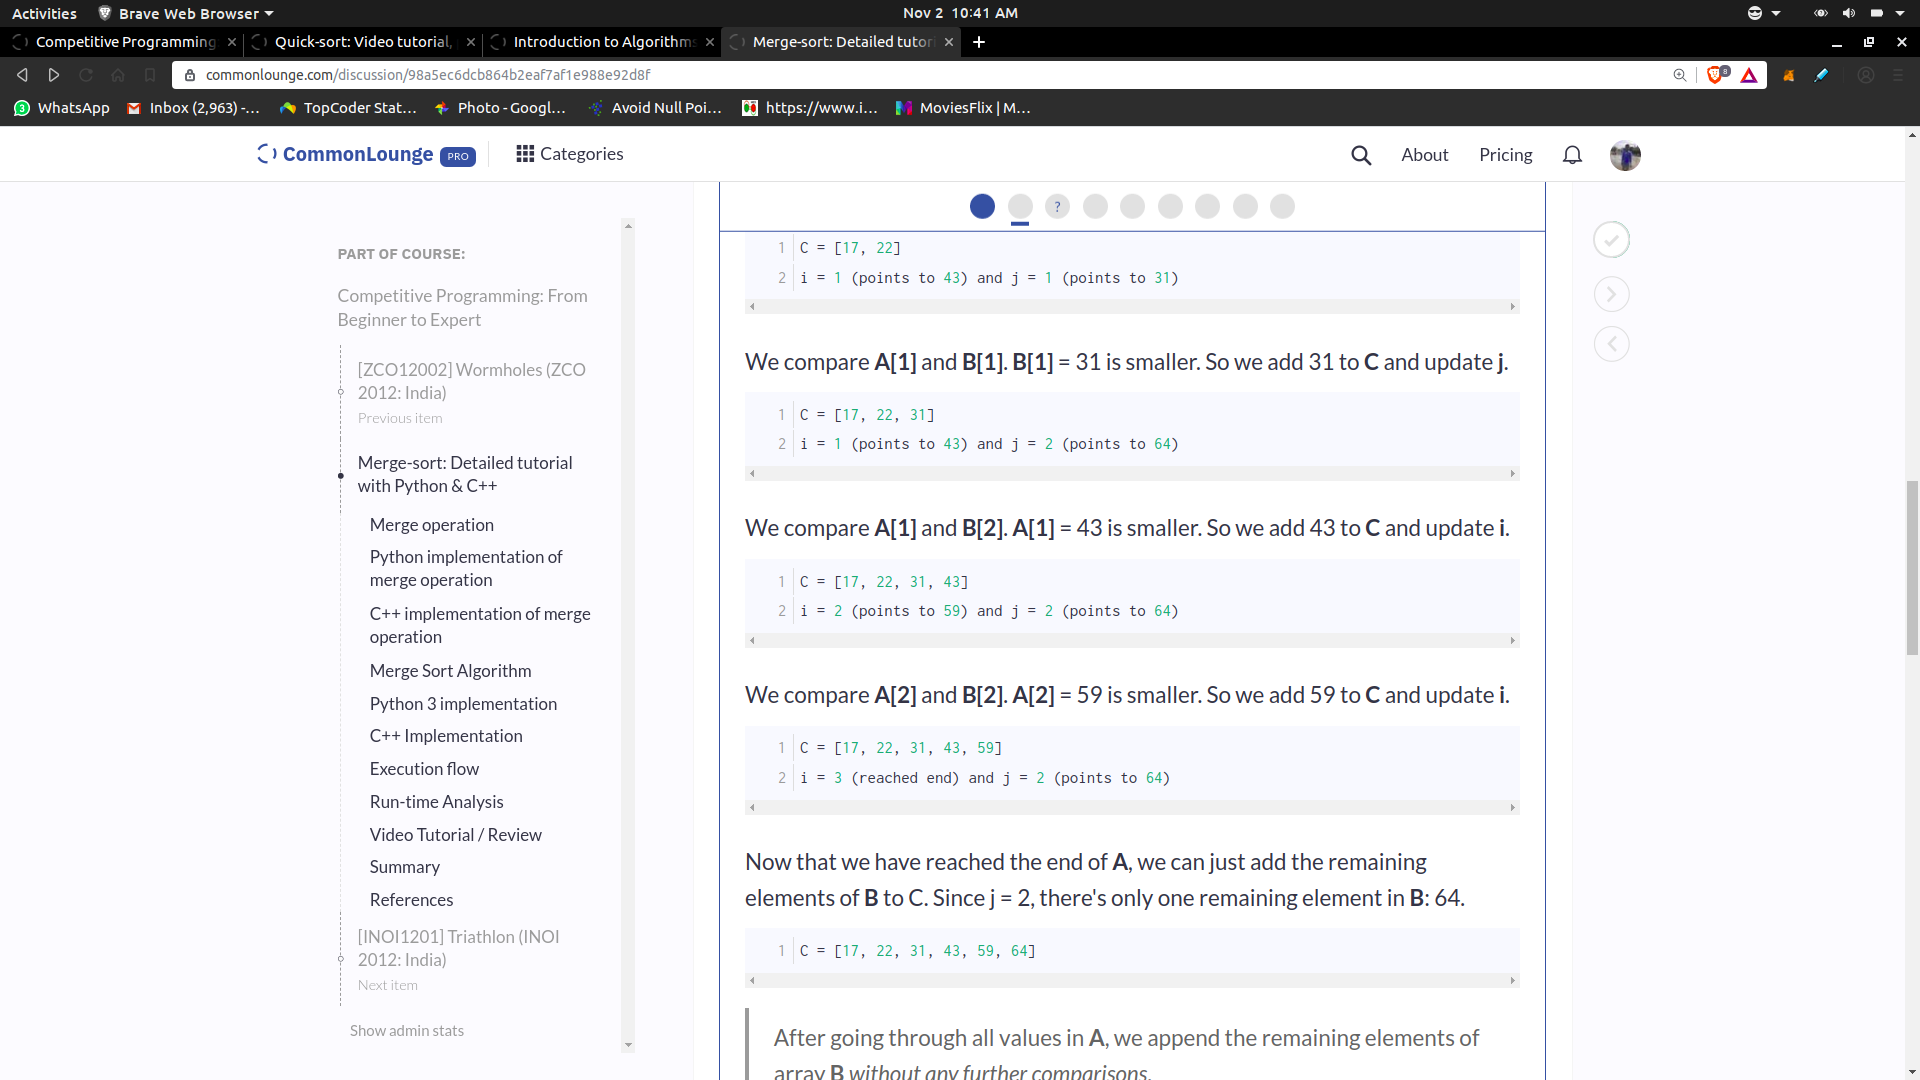 Activities Brave Web Browser Nov 2 10:41 AM
Competitive Programming Quick-sort: Video tutorial, Introduction to Algorithms Merge-sort: Detailed tutori
commonlounge.com/discussion/98a5ec6dcb864b2eaf7af1e988e92d8f 8
3 WhatsApp Inbox (2,963) -... TopCoder Stat... Photo - Googl... Avoid Null Poi... https://www.i... MoviesFlix | M...
CommonLounge PRO Categories About Pricing
?
PART OF COURSE:
Competitive Programming: From
Beginner to Expert
[ZCO12002] Wormholes (ZCO
2012: India)
Previous item
Merge-sort: Detailed tutorial
with Python & C++
Merge operation
Python implementation of
merge operation
C++ implementation of merge
operation
Merge Sort Algorithm
Python 3 implementation
C++ Implementation
Execution flow
Run-time Analysis
Video Tutorial / Review
Summary
References
[INOI1201] Triathlon (INOI
2012: India)
Next item
Show admin stats
1 C = [17, 22]
2 i = 1 (points to 43) and j = 1 (points to 31)
We compare A[1] and B[1]. B[1] = 31 is smaller. So we add 31 to C and update j.
1 C = [17, 22, 31]
2 i = 1 (points to 43) and j = 2 (points to 64)
We compare A[1] and B[2]. A[1] = 43 is smaller. So we add 43 to C and update i.
1 C = [17, 22, 31, 43]
2 i = 2 (points to 59) and j = 2 (points to 64)
We compare A[2] and B[2]. A[2] = 59 is smaller. So we add 59 to C and update i.
1 C = [17, 22, 31, 43, 59]
2 i = 3 (reached end) and j = 2 (points to 64)
Now that we have reached the end of A, we can just add the remaining
elements of B to C. Since j = 2, there's only one remaining element in B: 64.
1 C = [17, 22, 31, 43, 59, 64]
After going through all values in A, we append the remaining elements of
array B without any further comparisons.